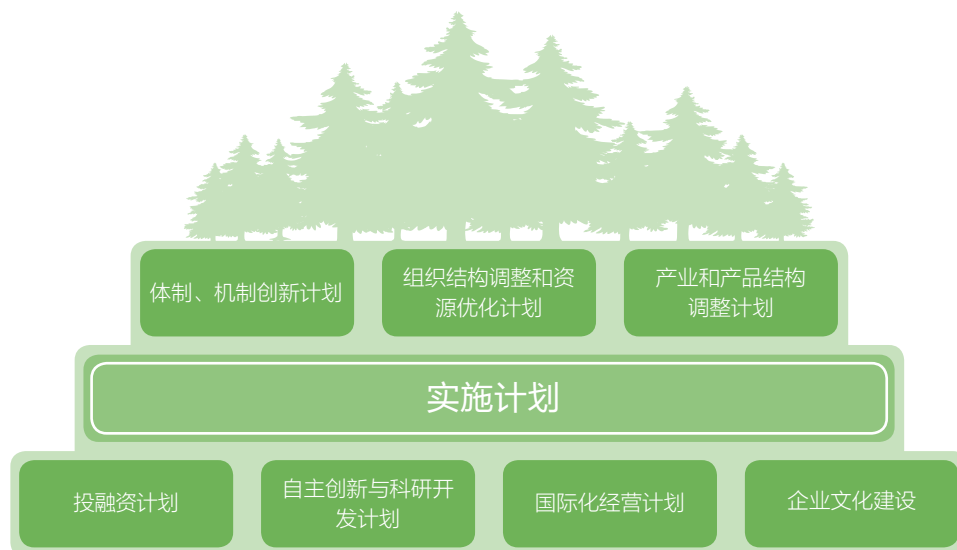 体制、机制创新计划
组织结构调整和资
源优化计划
产业和产品结构
调整计划
实施计划
投融资计划
自主创新与科研开
发计划
国际化经营计划
企业文化建设